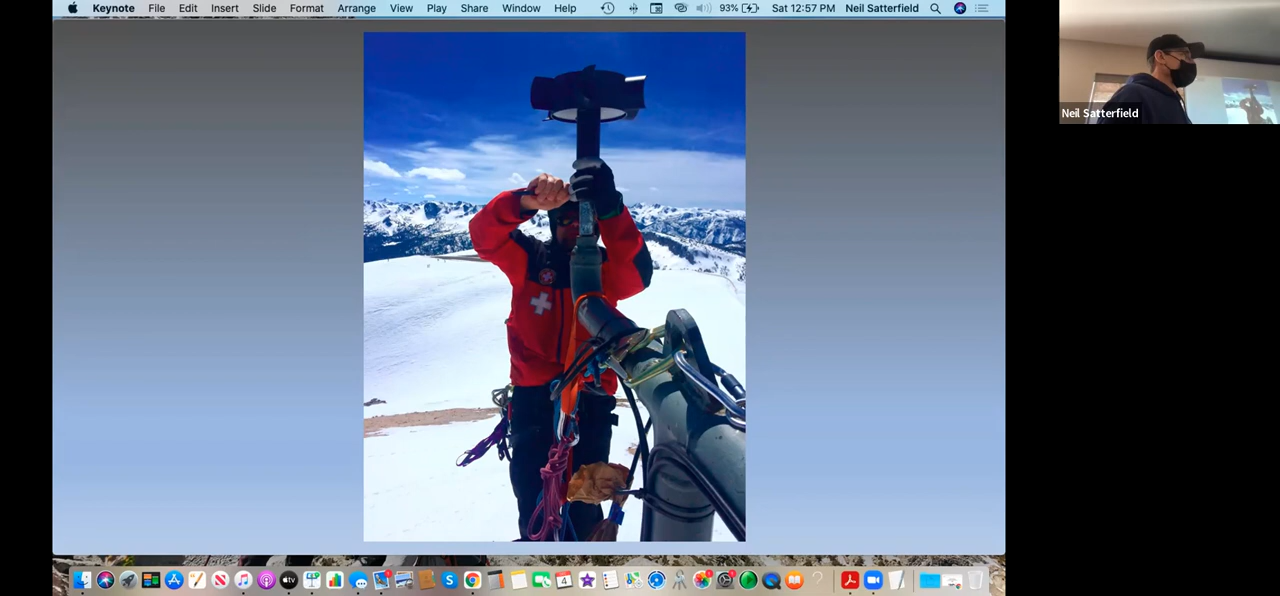 Keynote File Edit Insert Slide Format Arrange View Play Share Window Help 93% Sat 12:57 PM Neil Satterfield
Neil Satterfield